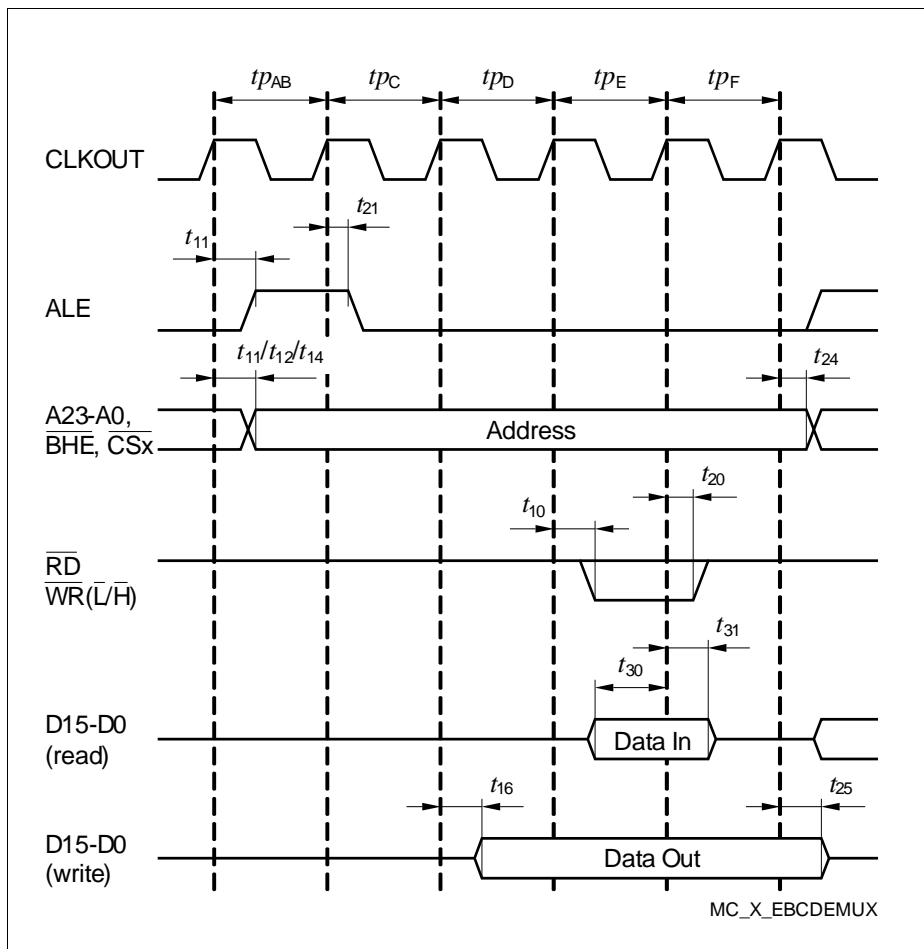 tpAB tpC tpD tpE tpF
CLKOUT
t21
t11
ALE
t11/t12/t14 t24
A23-A0,
BHE, CSx
Address
t20
t10
RD
WR(L/H)
t31
t30
D15-D0
(read)
Data In
t16 t25
D15-D0
(write)
Data Out
MC_X_EBCDEMUX